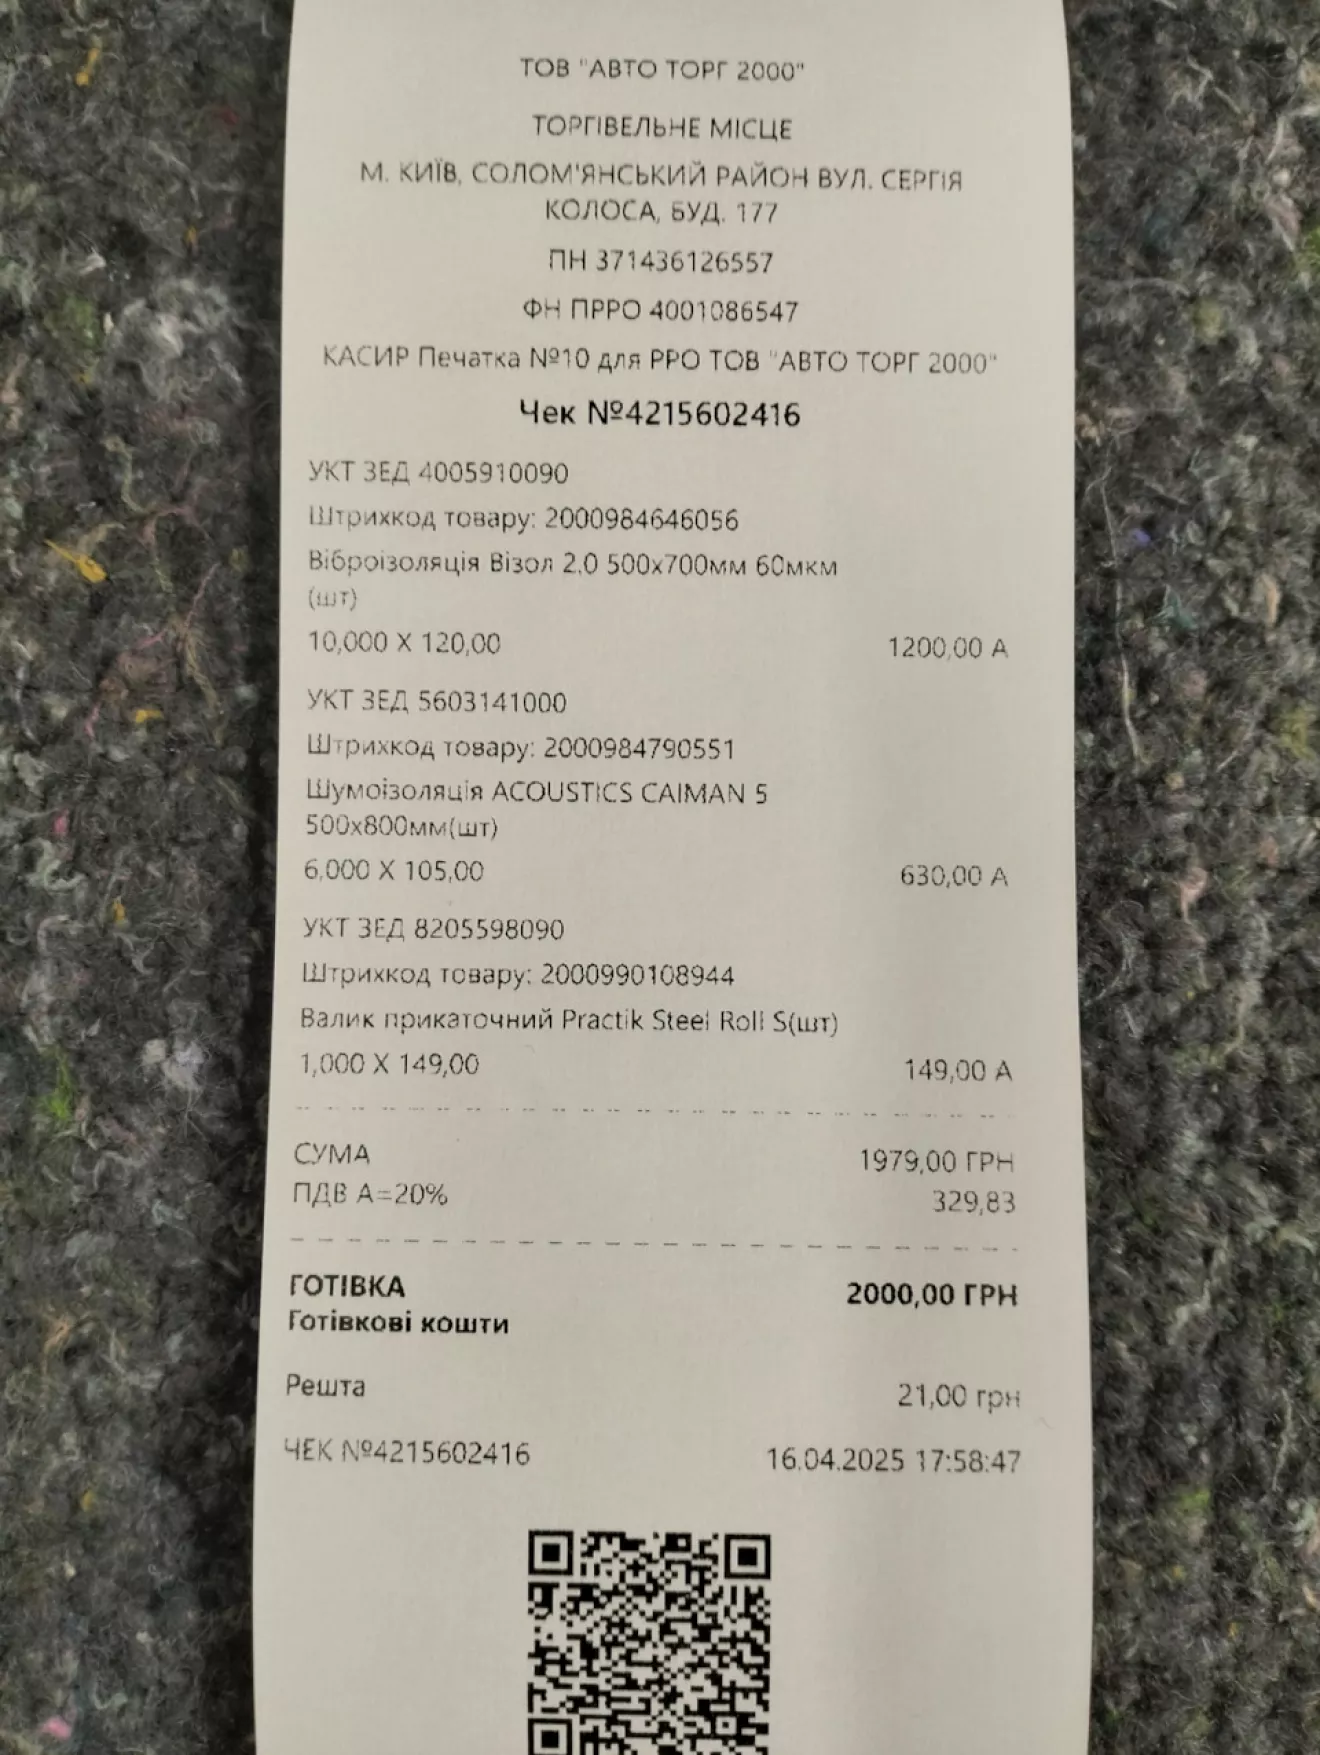 ТОВ "АВТО ТОРГ 2000"
ТОРГІВЕЛЬНЕ МІСЦЕ
М. КИЇВ, СОЛОМ'ЯНСЬКИЙ РАЙОН ВУЛ. СЕРГІЯ
КОЛОСА, БУД. 177
ПН 371436126557
ФН ПРРО 4001086547
КАСИР Печатка №10 для РРО ТОВ "АВТО ТОРГ 2000"
Чек №4215602416
УКТ ЗЕД 4005910090
Штрихкод товару: 2000984646056
Віброізоляція Візол 2.0 500х700мм 60мкм
(шт)
10,000 X 120,00 1200,00 А
УКТ ЗЕД 5603141000
Штрихкод товару: 2000984790551
Шумоізоляція ACOUSTICS CAIMAN 5
500х800мм(шт)
6,000 X 105,00 630,00 А
УКТ ЗЕД 8205598090
Штрихкод товару: 2000990108944
Валик прикаточний Practik Steel Roll S(шт)
1,000 X 149,00 149,00 А
СУМА 1979,00 ГРН
ПДВ А=20% 329,83
ГОТІВКА 2000,00 ГРН
Готівкові кошти
Решта 21,00 грн
ЧЕК №4215602416 16.04.2025 17:58:47